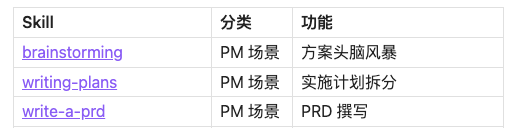 Skill 分类 功能
brainstorming PM 场景 方案头脑风暴
writing-plans PM 场景 实施计划拆分
write-a-prd PM 场景 PRD 撰写